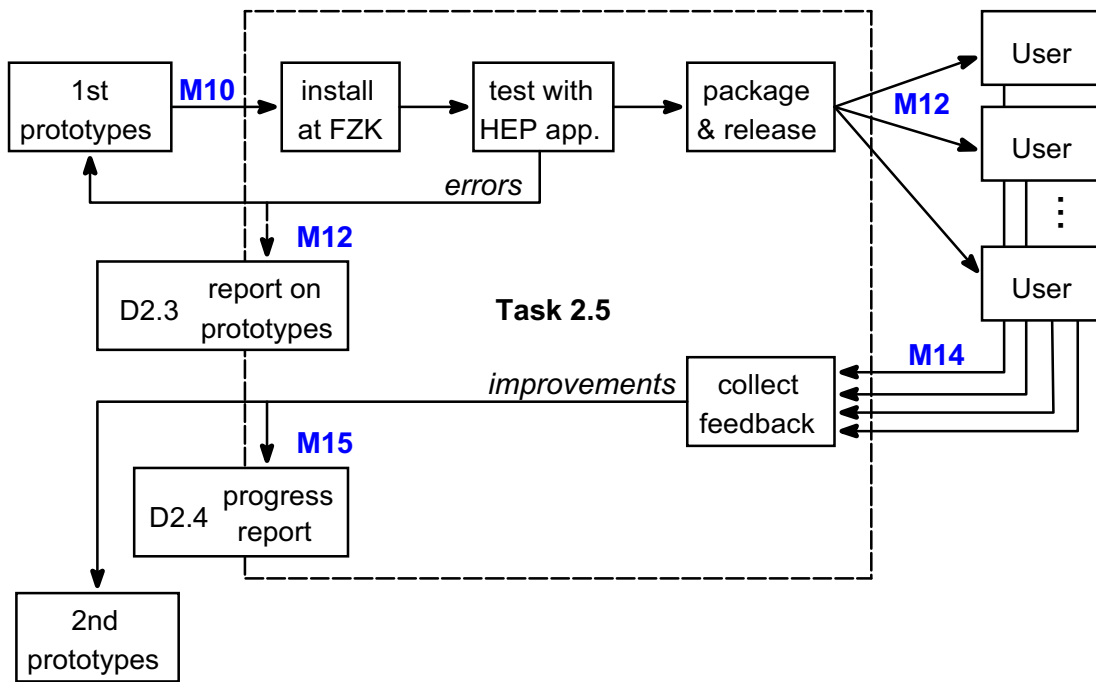 1st
prototypes
M10
install
at FZK
test with
HEP app.
package
& release
M12
User
User
⋮
User
errors
M12
D2.3
report on
prototypes
Task 2.5
M14
improvements
collect
feedback
M15
D2.4
progress
report
2nd
prototypes